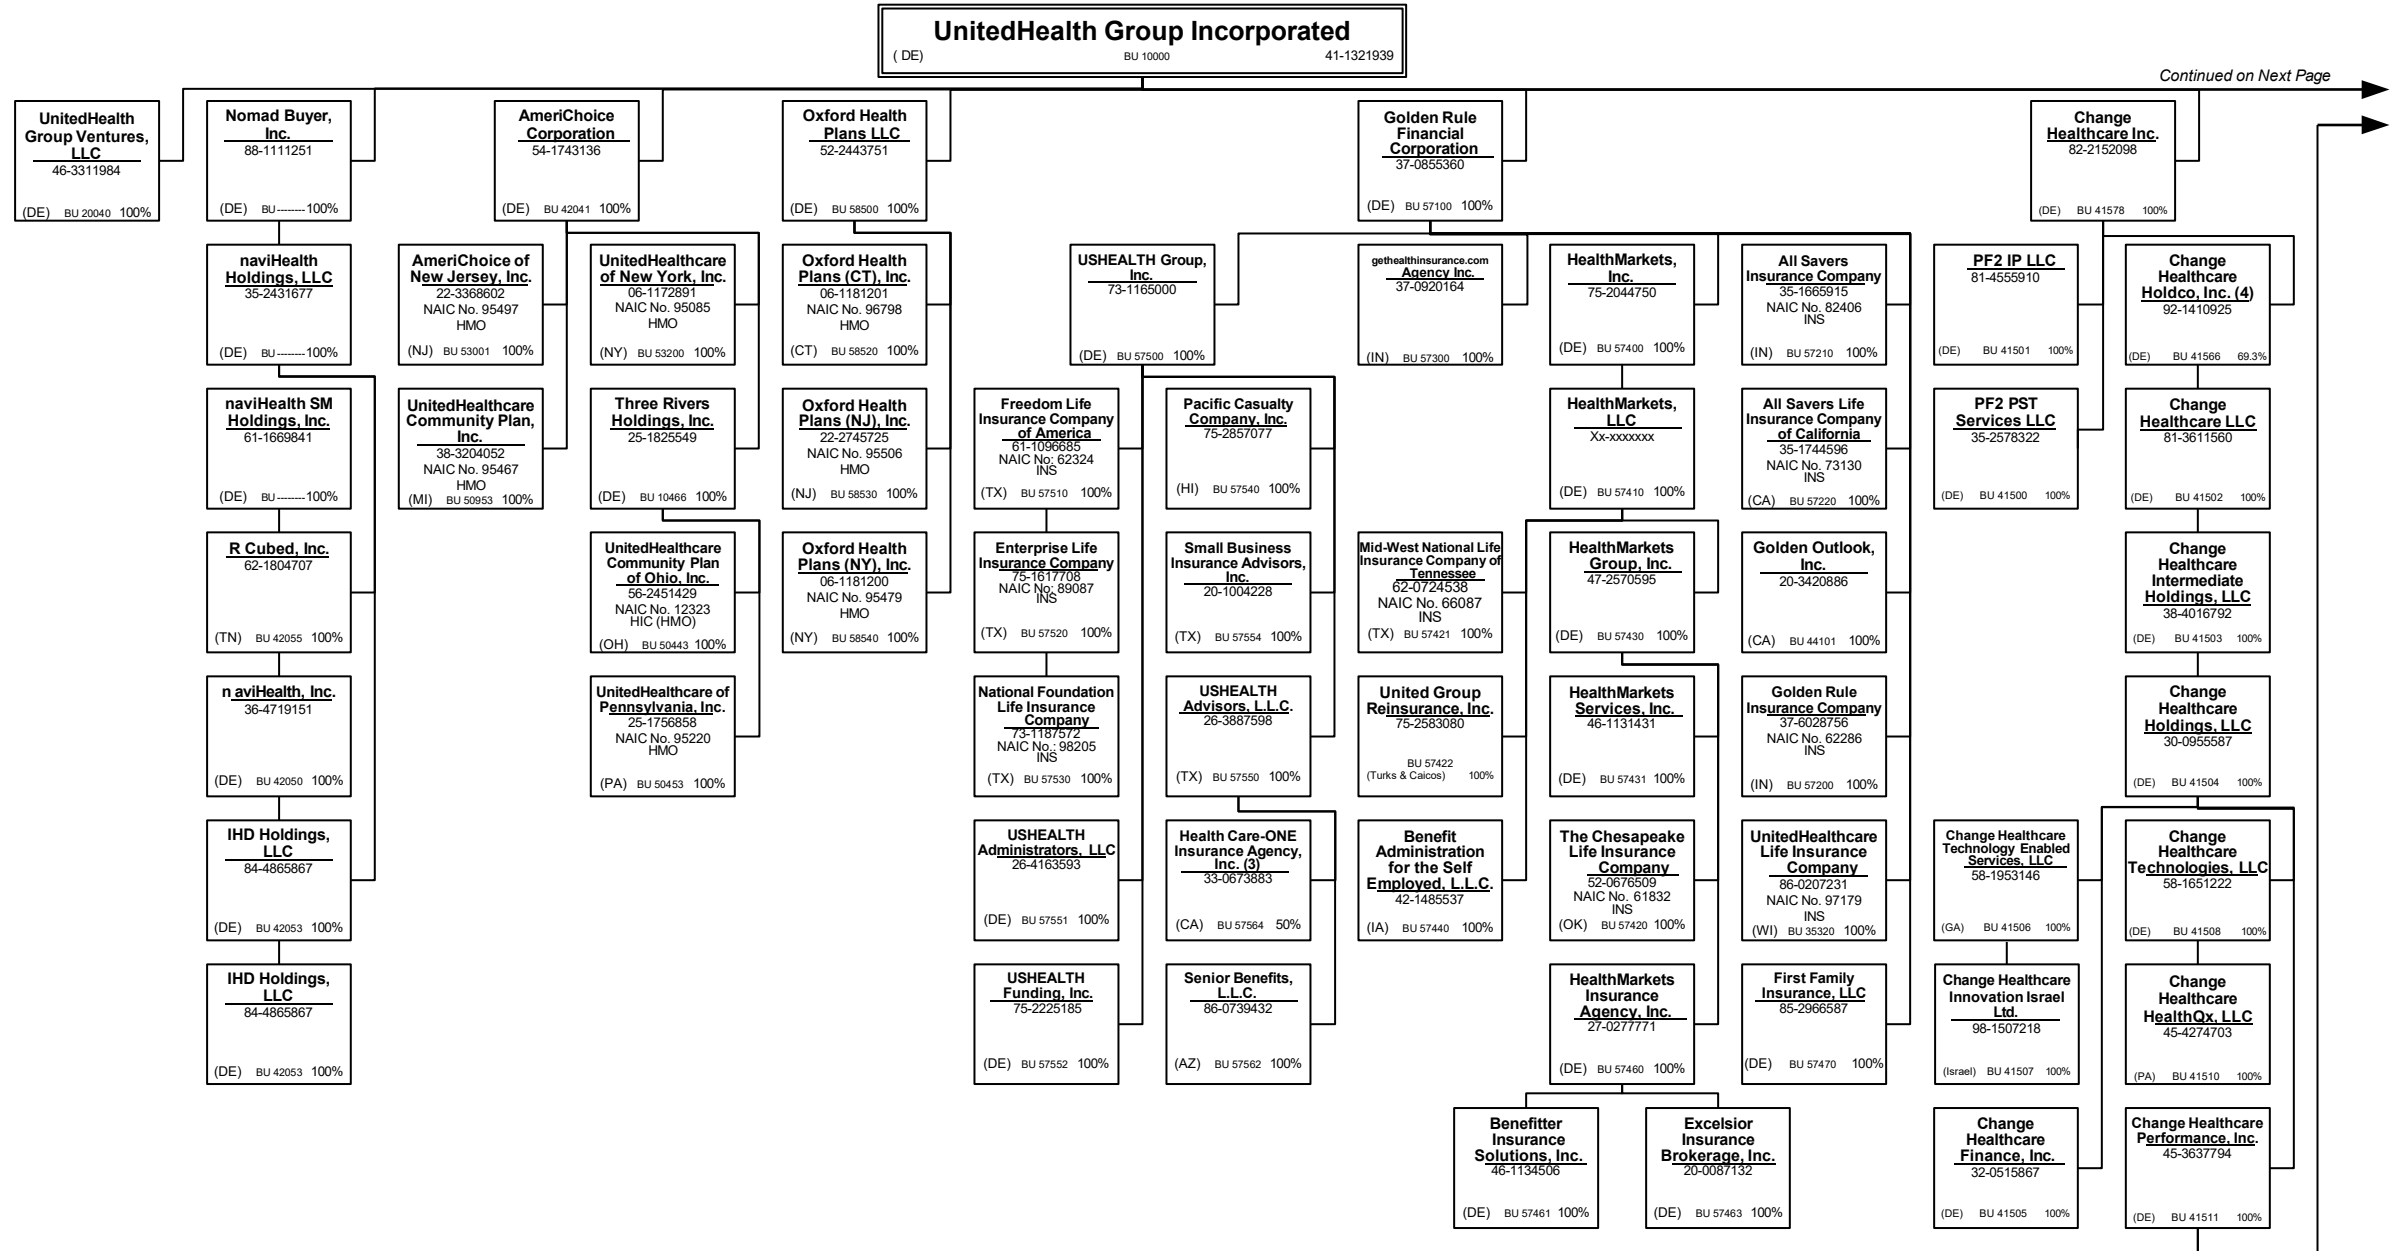 UnitedHealth Group Incorporated
( DE) BU 10000 41-1321939
Continued on Next Page
UnitedHealth
Group Ventures,
LLC
46-3311984
(DE) BU 20040 100%
Nomad Buyer,
Inc.
88-1111251
(DE) BU -------- 100%
AmeriChoice
Corporation
54-1743136
(DE) BU 42041 100%
Oxford Health
Plans LLC
52-2443751
(DE) BU 58500 100%
Golden Rule
Financial
Corporation
37-0855360
(DE) BU 57100 100%
Change
Healthcare Inc.
82-2152098
(DE) BU 41578 100%
naviHealth
Holdings, LLC
35-2431677
(DE) BU -------- 100%
AmeriChoice of
New Jersey, Inc.
22-3368602
NAIC No. 95497
HMO
(NJ) BU 53001 100%
UnitedHealthcare
of New York, Inc.
06-1172891
NAIC No. 95085
HMO
(NY) BU 53200 100%
Oxford Health
Plans (CT), Inc.
06-1181201
NAIC No. 96798
HMO
(CT) BU 58520 100%
USHEALTH Group,
Inc.
73-1165000
(DE) BU 57500 100%
gethealthinsurance.com
Agency Inc.
37-0920164
(IN) BU 57300 100%
HealthMarkets,
Inc.
75-2044750
(DE) BU 57400 100%
All Savers
Insurance Company
35-1665915
NAIC No. 82406
INS
(IN) BU 57210 100%
PF2 IP LLC
81-4555910
(DE) BU 41501 100%
Change
Healthcare
Holdco, Inc. (4)
92-1410925
(DE) BU 41566 69.3%
naviHealth SM
Holdings, Inc.
61-1669841
(DE) BU -------- 100%
UnitedHealthcare
Community Plan,
Inc.
38-3204052
NAIC No. 95467
HMO
(MI) BU 50953 100%
Three Rivers
Holdings, Inc.
25-1825549
(DE) BU 10466 100%
Oxford Health
Plans (NJ), Inc.
22-2745725
NAIC No. 95506
HMO
(NJ) BU 58530 100%
Freedom Life
Insurance Company
of America
61-1096685
NAIC No: 62324
INS
(TX) BU 57510 100%
Pacific Casualty
Company, Inc.
75-2857077
(HI) BU 57540 100%
HealthMarkets,
LLC
Xx-xxxxxxx
(DE) BU 57410 100%
All Savers Life
Insurance Company
of California
35-1744596
NAIC No. 73130
INS
(CA) BU 57220 100%
PF2 PST
Services LLC
35-2578322
(DE) BU 41500 100%
Change
Healthcare LLC
81-3611560
(DE) BU 41502 100%
R Cubed, Inc.
62-1804707
(TN) BU 42055 100%
UnitedHealthcare
Community Plan
of Ohio, Inc.
56-2451429
NAIC No. 12323
HIC (HMO)
(OH) BU 50443 100%
Oxford Health
Plans (NY), Inc.
06-1181200
NAIC No. 95479
HMO
(NY) BU 58540 100%
Enterprise Life
Insurance Company
75-1617708
NAIC No: 89087
INS
(TX) BU 57520 100%
Small Business
Insurance Advisors,
Inc.
20-1004228
(TX) BU 57554 100%
Mid-West National Life
Insurance Company of
Tennessee
62-0724538
NAIC No. 66087
INS
(TX) BU 57421 100%
HealthMarkets
Group, Inc.
47-2570595
(DE) BU 57430 100%
Golden Outlook,
Inc.
20-3420886
(CA) BU 44101 100%
Change
Healthcare
Intermediate
Holdings, LLC
38-4016792
(DE) BU 41503 100%
n aviHealth, Inc.
36-4719151
(DE) BU 42050 100%
UnitedHealthcare of
Pennsylvania, Inc.
25-1756858
NAIC No. 95220
HMO
(PA) BU 50453 100%
National Foundation
Life Insurance
Company
73-1187572
NAIC No.: 98205
INS
(TX) BU 57530 100%
USHEALTH
Advisors, L.L.C.
26-3887598
(TX) BU 57550 100%
United Group
Reinsurance, Inc.
75-2583080
BU 57422
(Turks & Caicos) 100%
HealthMarkets
Services, Inc.
46-1131431
(DE) BU 57431 100%
Golden Rule
Insurance Company
37-6028756
NAIC No. 62286
INS
(IN) BU 57200 100%
Change
Healthcare
Holdings, LLC
30-0955587
(DE) BU 41504 100%
IHD Holdings,
LLC
84-4865867
(DE) BU 42053 100%
USHEALTH
Administrators, LLC
26-4163593
(DE) BU 57551 100%
Health Care-ONE
Insurance Agency,
Inc. (3)
33-0673883
(CA) BU 57564 50%
Benefit
Administration
for the Self
Employed, L.L.C.
42-1485537
(IA) BU 57440 100%
The Chesapeake
Life Insurance
Company
52-0676509
NAIC No. 61832
INS
(OK) BU 57420 100%
UnitedHealthcare
Life Insurance
Company
86-0207231
NAIC No. 97179
INS
(WI) BU 35320 100%
Change Healthcare
Technology Enabled
Services, LLC
58-1953146
(GA) BU 41506 100%
Change
Healthcare
Technologies, LLC
58-1651222
(DE) BU 41508 100%
IHD Holdings,
LLC
84-4865867
(DE) BU 42053 100%
USHEALTH
Funding, Inc.
75-2225185
(DE) BU 57552 100%
Senior Benefits,
L.L.C.
86-0739432
(AZ) BU 57562 100%
HealthMarkets
Insurance
Agency, Inc.
27-0277771
(DE) BU 57460 100%
First Family
Insurance, LLC
85-2966587
(DE) BU 57470 100%
Change Healthcare
Innovation Israel
Ltd.
98-1507218
(Israel) BU 41507 100%
Change
Healthcare
HealthQx, LLC
45-4274703
(PA) BU 41510 100%
Benefitter
Insurance
Solutions, Inc.
46-1134506
(DE) BU 57461 100%
Excelsior
Insurance
Brokerage, Inc.
20-0087132
(DE) BU 57463 100%
Change
Healthcare
Finance, Inc.
32-0515867
(DE) BU 41505 100%
Change Healthcare
Performance, Inc.
45-3637794
(DE) BU 41511 100%